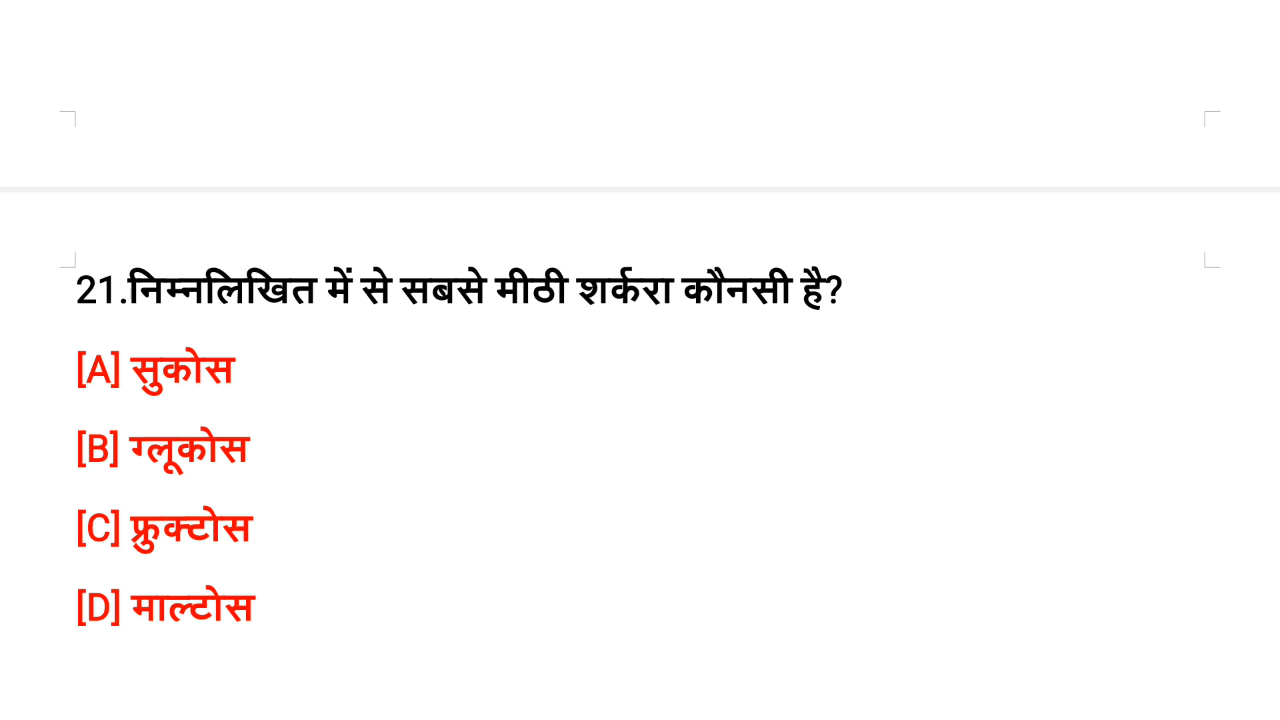 21.निम्नलिखित में से सबसे मीठी शर्करा कौनसी है?
[A] सुकोस
[B] ग्लूकोस
[C] फ्रुक्टोस
[D] माल्टोस